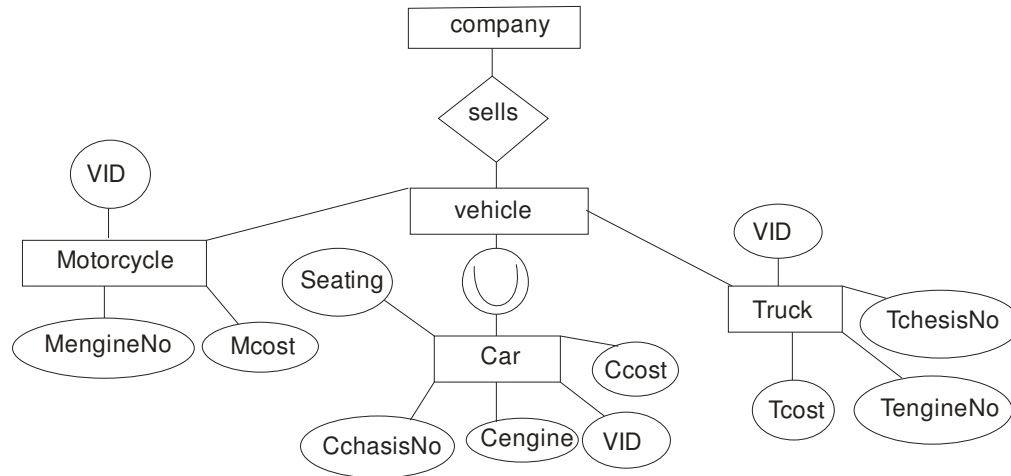 company
sells
VID
vehicle
VID
Motorcycle
Seating
Truck
TchesisNo
MengineNo
Mcost
Car
Ccost
Tcost
TengineNo
CchasisNo
Cengine
VID